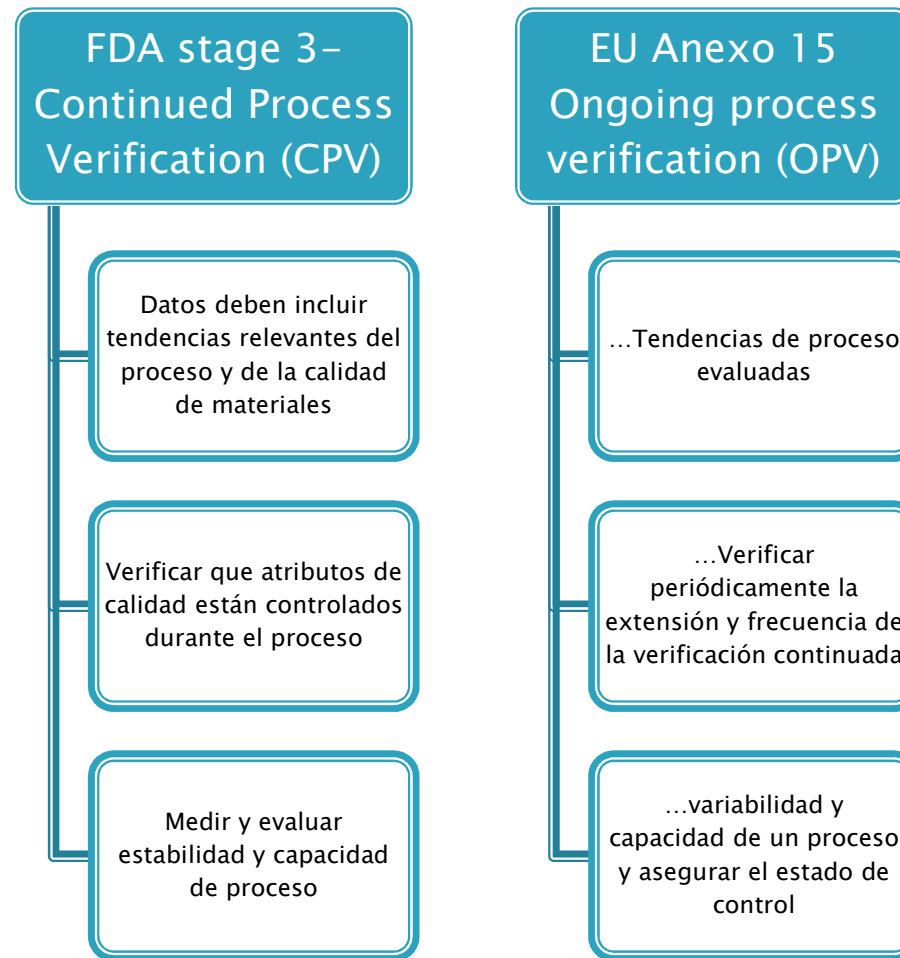 FDA stage 3-
Continued Process
Verification (CPV)
Datos deben incluir
tendencias relevantes del
proceso y de la calidad
de materiales
Verificar que atributos de
calidad están controlados
durante el proceso
Medir y evaluar
estabilidad y capacidad
de proceso
EU Anexo 15
Ongoing process
verification (OPV)
…Tendencias de proceso
evaluadas
…Verificar
periódicamente la
extensión y frecuencia de
la verificación continuada
…variabilidad y
capacidad de un proceso
y asegurar el estado de
control